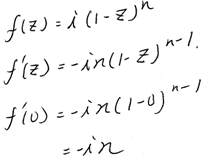 f(z) = i(1-z)^n
f'(z) = -in(1-z)^{n-1}.
f'(0) = -in(1-0)^{n-1}
= -in